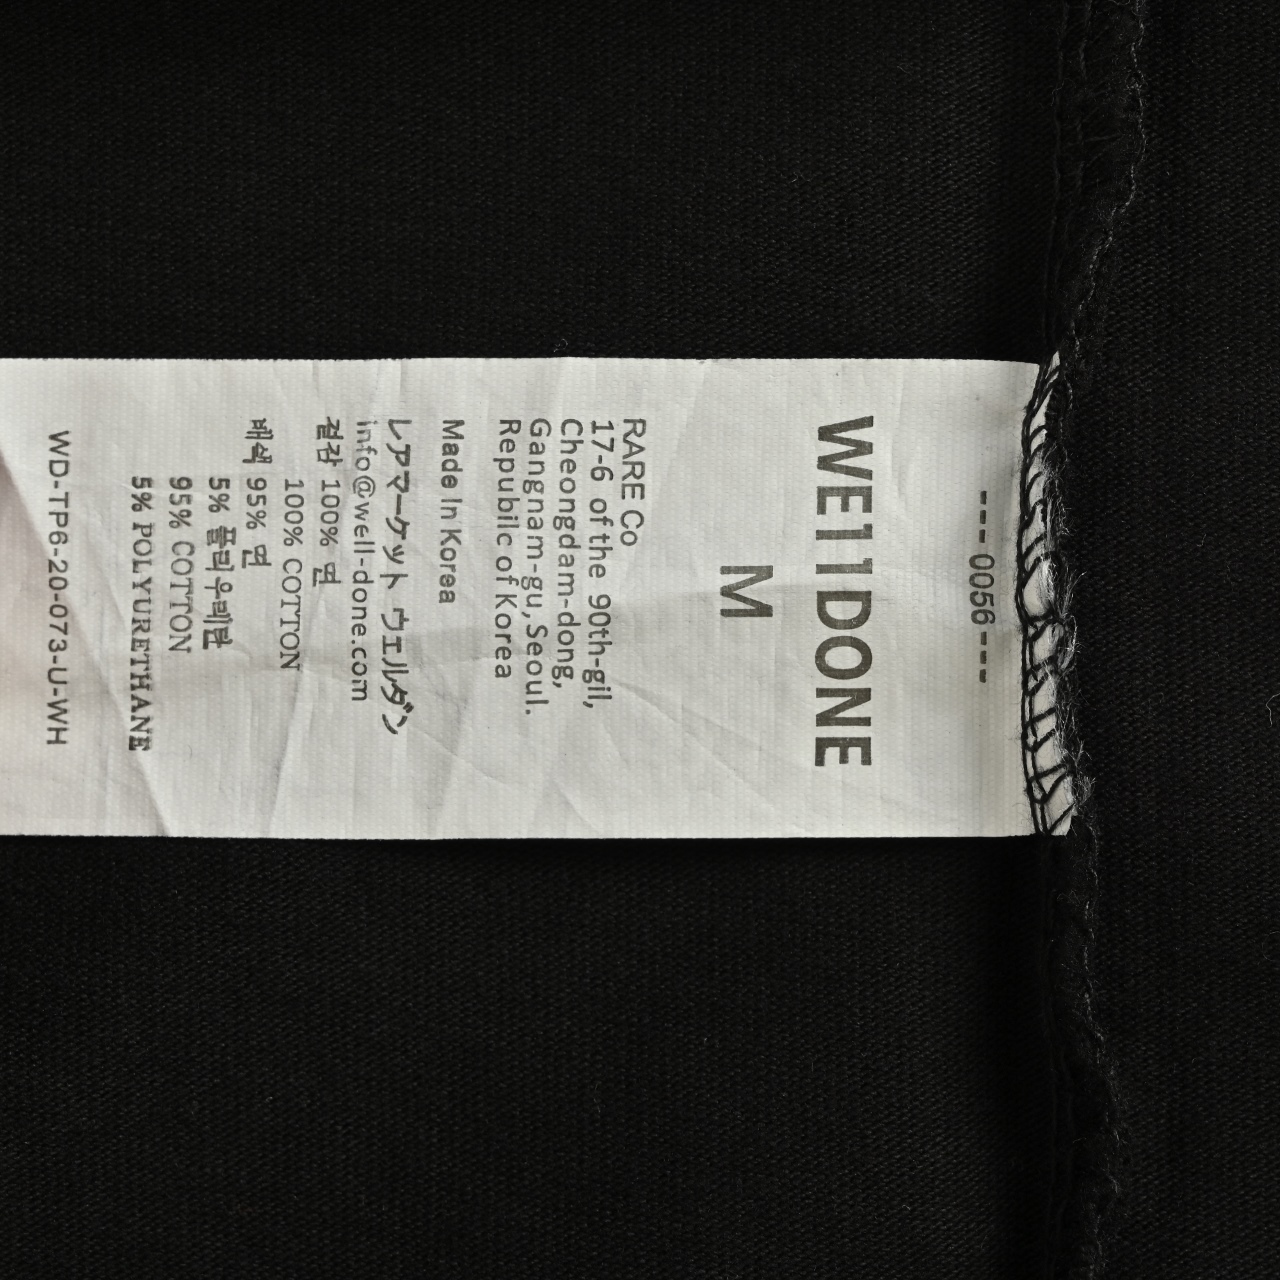 ---0056---
WE11DONE
M
RARE Co
17-6 of the 90th-gil,
Cheongdam-dong,
Gangnam-gu, Seoul.
Repubilc of Korea
Made In Korea
レアマーケット ウェルダン
info@well-done.com
겉감 100% 면
100% COTTON
배색 95% 면
5% 폴리우레탄
95% COTTON
5% POLYURETHANE
WD-TP6-20-073-U-WH